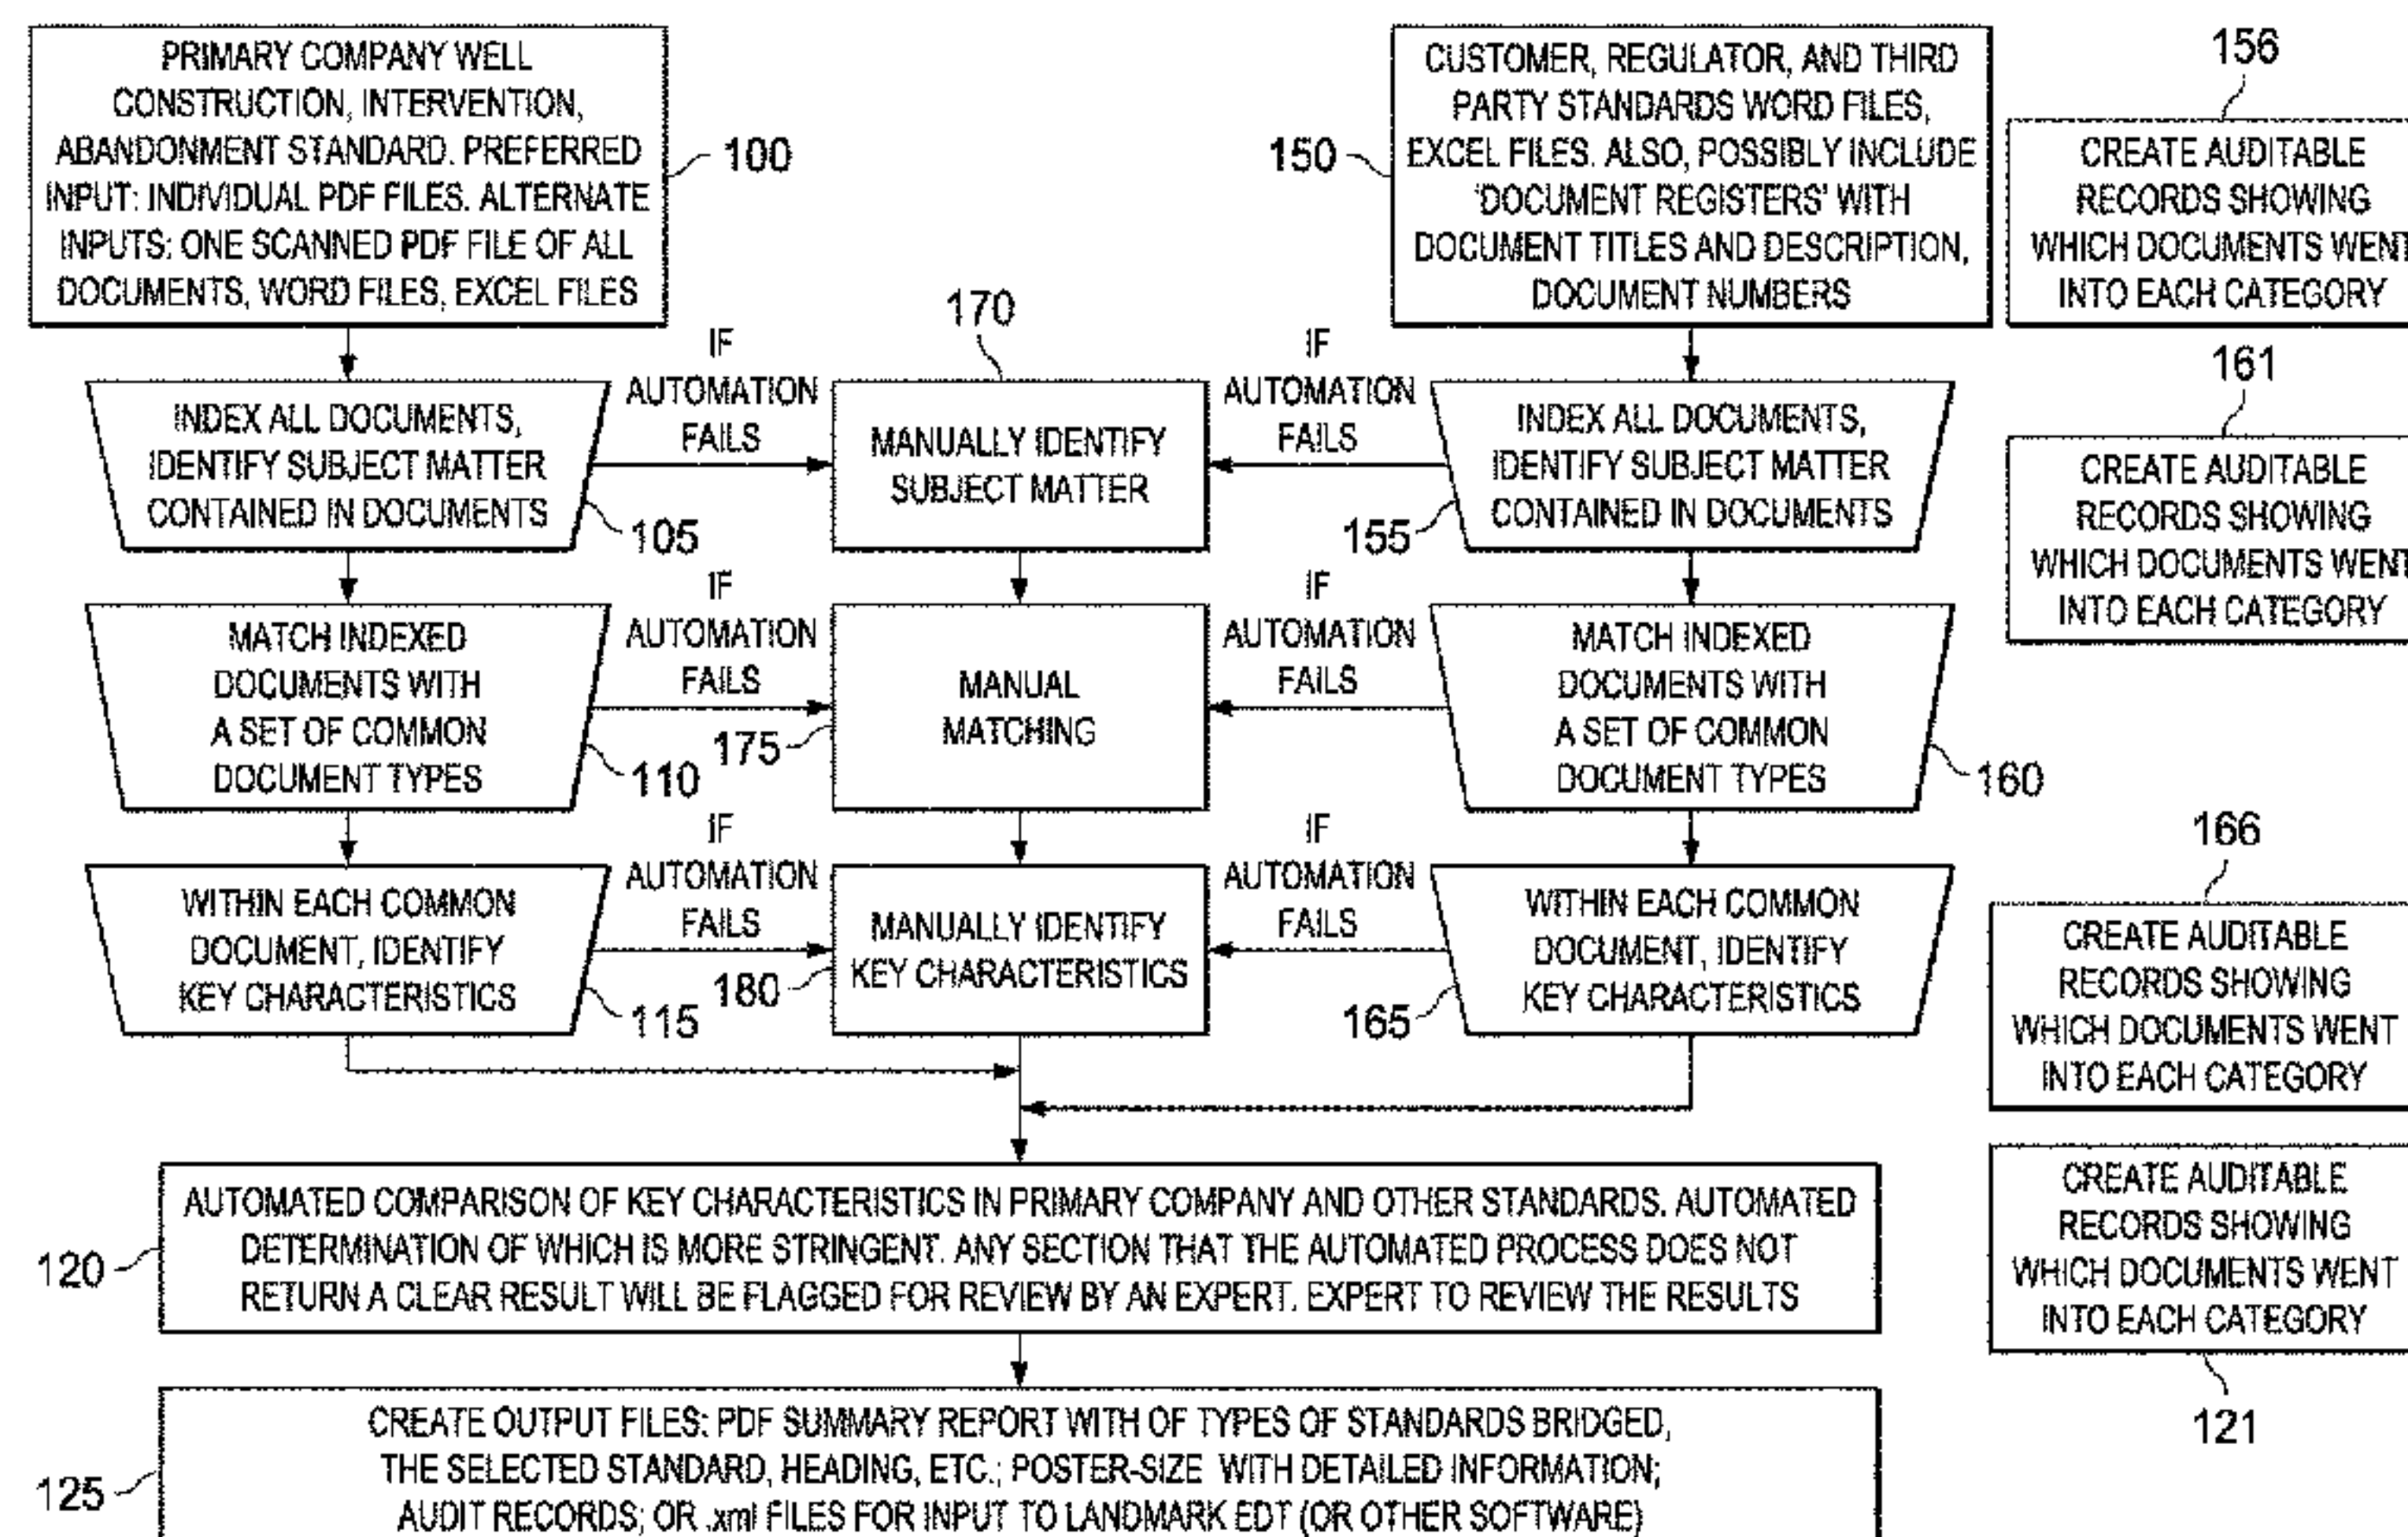 PRIMARY COMPANY WELL
CONSTRUCTION, INTERVENTION,
ABANDONMENT STANDARD. PREFERRED
INPUT: INDIVIDUAL PDF FILES. ALTERNATE
INPUTS: ONE SCANNED PDF FILE OF ALL
DOCUMENTS, WORD FILES, EXCEL FILES
100
CUSTOMER, REGULATOR, AND THIRD
PARTY STANDARDS WORD FILES,
EXCEL FILES. ALSO, POSSIBLY INCLUDE
'DOCUMENT REGISTERS' WITH
DOCUMENT TITLES AND DESCRIPTION,
DOCUMENT NUMBERS
150
156
CREATE AUDITABLE
RECORDS SHOWING
WHICH DOCUMENTS WENT
INTO EACH CATEGORY
INDEX ALL DOCUMENTS,
IDENTIFY SUBJECT MATTER
CONTAINED IN DOCUMENTS
105
IF
AUTOMATION
FAILS
170
MANUALLY IDENTIFY
SUBJECT MATTER
IF
AUTOMATION
FAILS
INDEX ALL DOCUMENTS,
IDENTIFY SUBJECT MATTER
CONTAINED IN DOCUMENTS
155
161
CREATE AUDITABLE
RECORDS SHOWING
WHICH DOCUMENTS WENT
INTO EACH CATEGORY
MATCH INDEXED
DOCUMENTS WITH
A SET OF COMMON
DOCUMENT TYPES
110
IF
AUTOMATION
FAILS
MANUAL
MATCHING
175
IF
AUTOMATION
FAILS
MATCH INDEXED
DOCUMENTS WITH
A SET OF COMMON
DOCUMENT TYPES
160
WITHIN EACH COMMON
DOCUMENT, IDENTIFY
KEY CHARACTERISTICS
115
IF
AUTOMATION
FAILS
MANUALLY IDENTIFY
KEY CHARACTERISTICS
180
IF
AUTOMATION
FAILS
WITHIN EACH COMMON
DOCUMENT, IDENTIFY
KEY CHARACTERISTICS
165
166
CREATE AUDITABLE
RECORDS SHOWING
WHICH DOCUMENTS WENT
INTO EACH CATEGORY
AUTOMATED COMPARISON OF KEY CHARACTERISTICS IN PRIMARY COMPANY AND OTHER STANDARDS. AUTOMATED
DETERMINATION OF WHICH IS MORE STRINGENT. ANY SECTION THAT THE AUTOMATED PROCESS DOES NOT
RETURN A CLEAR RESULT WILL BE FLAGGED FOR REVIEW BY AN EXPERT. EXPERT TO REVIEW THE RESULTS
120
CREATE AUDITABLE
RECORDS SHOWING
WHICH DOCUMENTS WENT
INTO EACH CATEGORY
121
CREATE OUTPUT FILES: PDF SUMMARY REPORT WITH OF TYPES OF STANDARDS BRIDGED,
THE SELECTED STANDARD, HEADING, ETC.; POSTER-SIZE WITH DETAILED INFORMATION;
AUDIT RECORDS; OR .xml FILES FOR INPUT TO LANDMARK EDT (OR OTHER SOFTWARE)
125